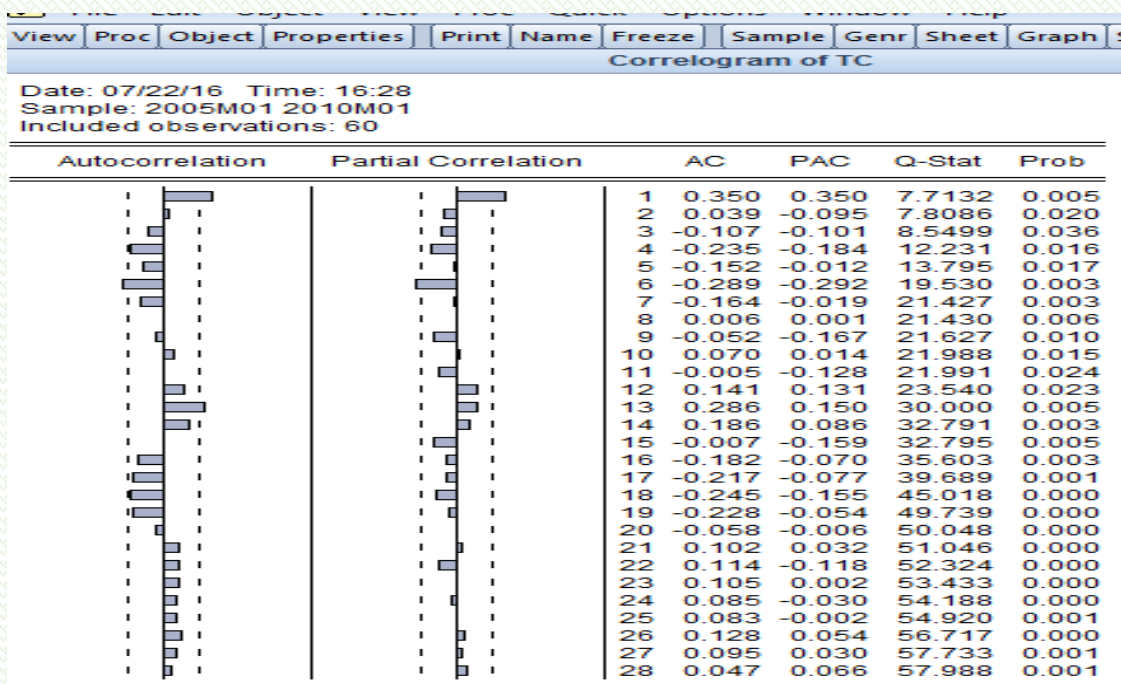 View Proc Object Properties Print Name Freeze Sample Genr Sheet Graph
Correlogram of TC
Date: 07/22/16 Time: 16:28
Sample: 2005M01 2010M01
Included observations: 60
Autocorrelation Partial Correlation AC PAC Q-Stat Prob
1 0.350 0.350 7.7132 0.005
2 0.039 -0.095 7.8086 0.020
3 -0.107 -0.101 8.5499 0.036
4 -0.235 -0.184 12.231 0.016
5 -0.152 -0.012 13.795 0.017
6 -0.289 -0.292 19.530 0.003
7 -0.164 -0.019 21.427 0.003
8 0.006 0.001 21.430 0.006
9 -0.052 -0.167 21.627 0.010
10 0.070 0.014 21.988 0.015
11 -0.005 -0.128 21.991 0.024
12 0.141 0.131 23.540 0.023
13 0.286 0.150 30.000 0.005
14 0.186 0.086 32.791 0.003
15 -0.007 -0.159 32.795 0.005
16 -0.182 -0.070 35.603 0.003
17 -0.217 -0.077 39.689 0.001
18 -0.245 -0.155 45.018 0.000
19 -0.228 -0.054 49.739 0.000
20 -0.058 -0.006 50.048 0.000
21 0.102 0.032 51.046 0.000
22 0.114 -0.118 52.324 0.000
23 0.105 0.002 53.433 0.000
24 0.085 -0.030 54.188 0.000
25 0.083 -0.002 54.920 0.001
26 0.128 0.054 56.717 0.000
27 0.095 0.030 57.733 0.001
28 0.047 0.066 57.988 0.001